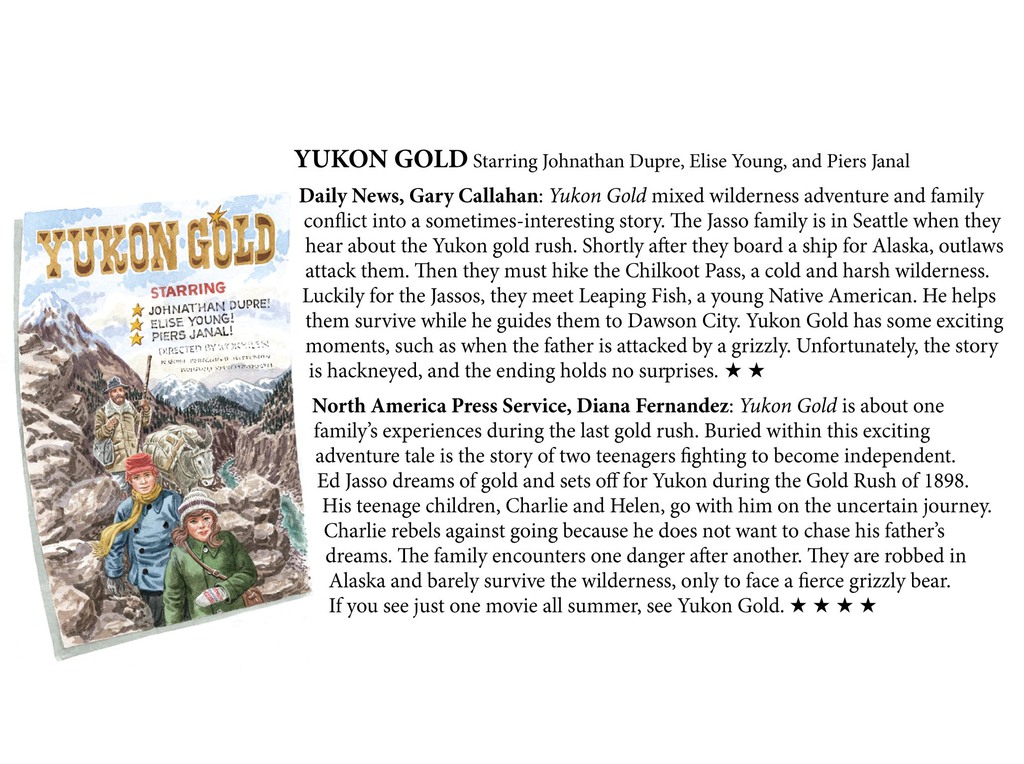 YUKON GOLD Starring Johnathan Dupre, Elise Young, and Piers Janal
Daily News, Gary Callahan: Yukon Gold mixed wilderness adventure and family
conflict into a sometimes-interesting story. The Jasso family is in Seattle when they
hear about the Yukon gold rush. Shortly after they board a ship for Alaska, outlaws
attack them. Then they must hike the Chilkoot Pass, a cold and harsh wilderness.
Luckily for the Jassos, they meet Leaping Fish, a young Native American. He helps
them survive while he guides them to Dawson City. Yukon Gold has some exciting
moments, such as when the father is attacked by a grizzly. Unfortunately, the story
is hackneyed, and the ending holds no surprises. ★ ★
North America Press Service, Diana Fernandez: Yukon Gold is about one
family's experiences during the last gold rush. Buried within this exciting
adventure tale is the story of two teenagers fighting to become independent.
Ed Jasso dreams of gold and sets off for Yukon during the Gold Rush of 1898.
His teenage children, Charlie and Helen, go with him on the uncertain journey.
Charlie rebels against going because he does not want to chase his father's
dreams. The family encounters one danger after another. They are robbed in
Alaska and barely survive the wilderness, only to face a fierce grizzly bear.
If you see just one movie all summer, see Yukon Gold. ★ ★ ★ ★
YUKON GOLD
STARRING
★ JOHNATHAN DUPRE!
★ ELISE YOUNG!
★ PIERS JANAL!
DIRECTED BY